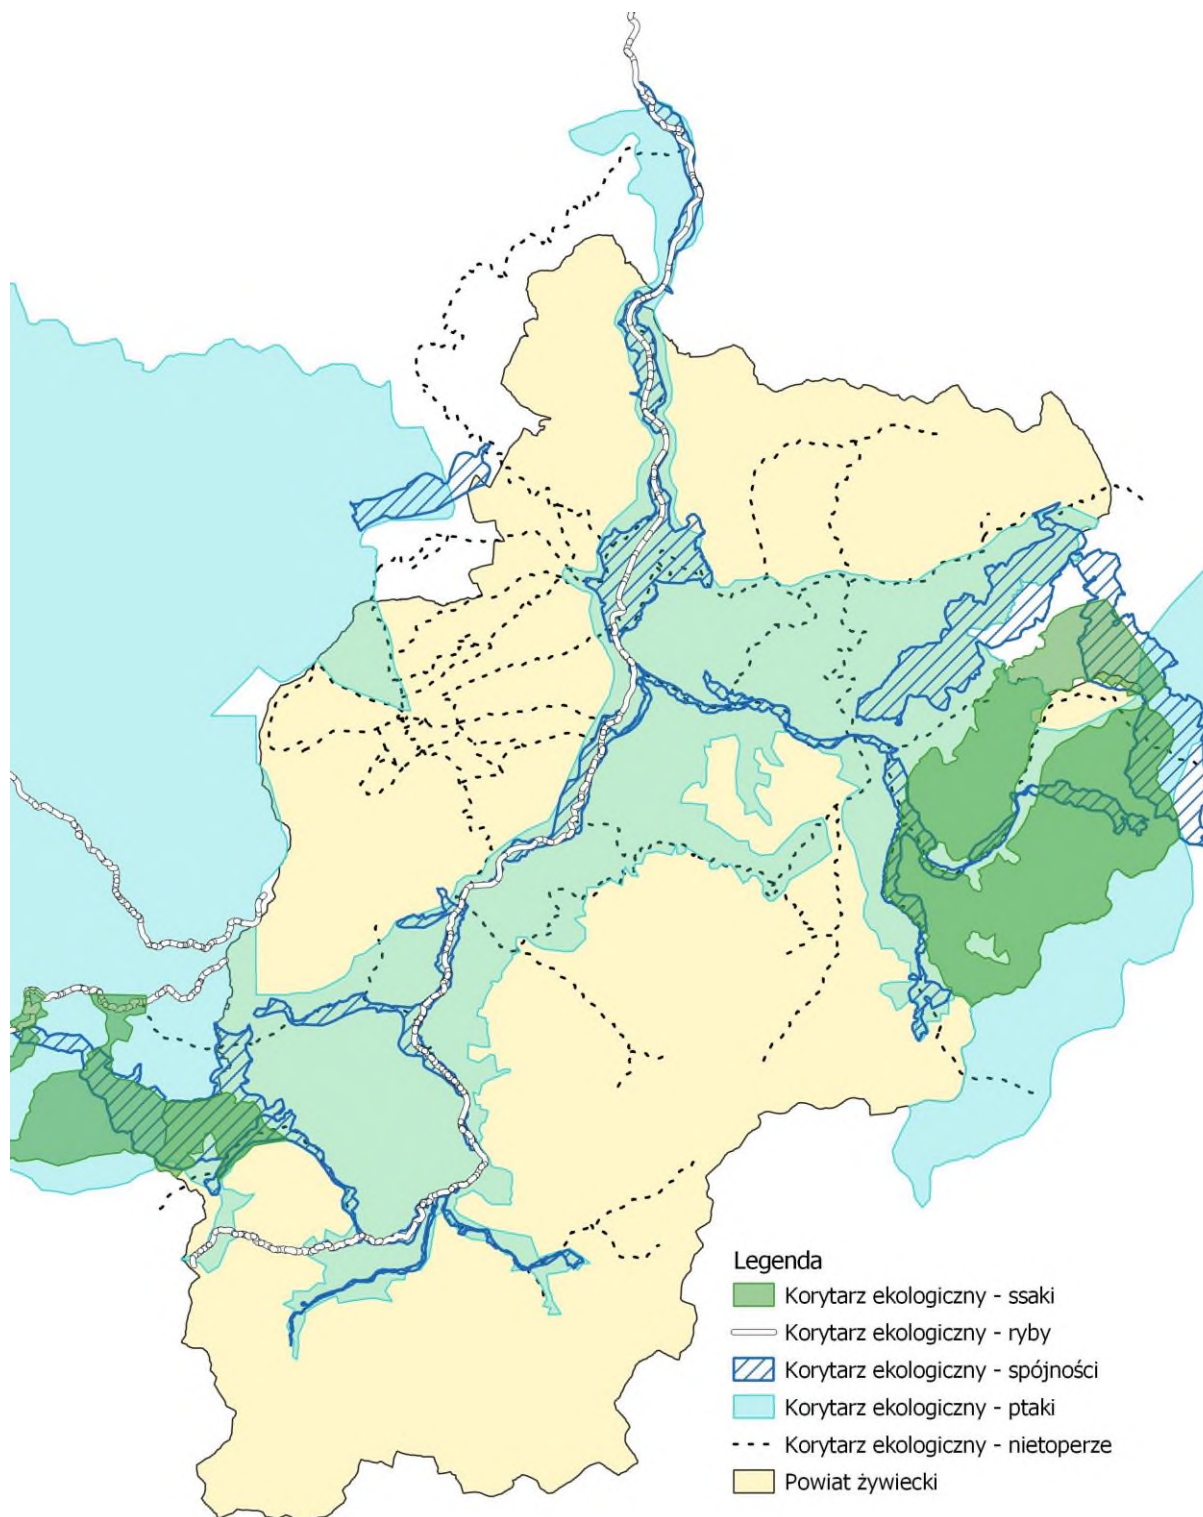 Legenda
Korytarz ekologiczny - ssaki
Korytarz ekologiczny - ryby
Korytarz ekologiczny - spójności
Korytarz ekologiczny - ptaki
Korytarz ekologiczny - nietoperze
Powiat żywiecki